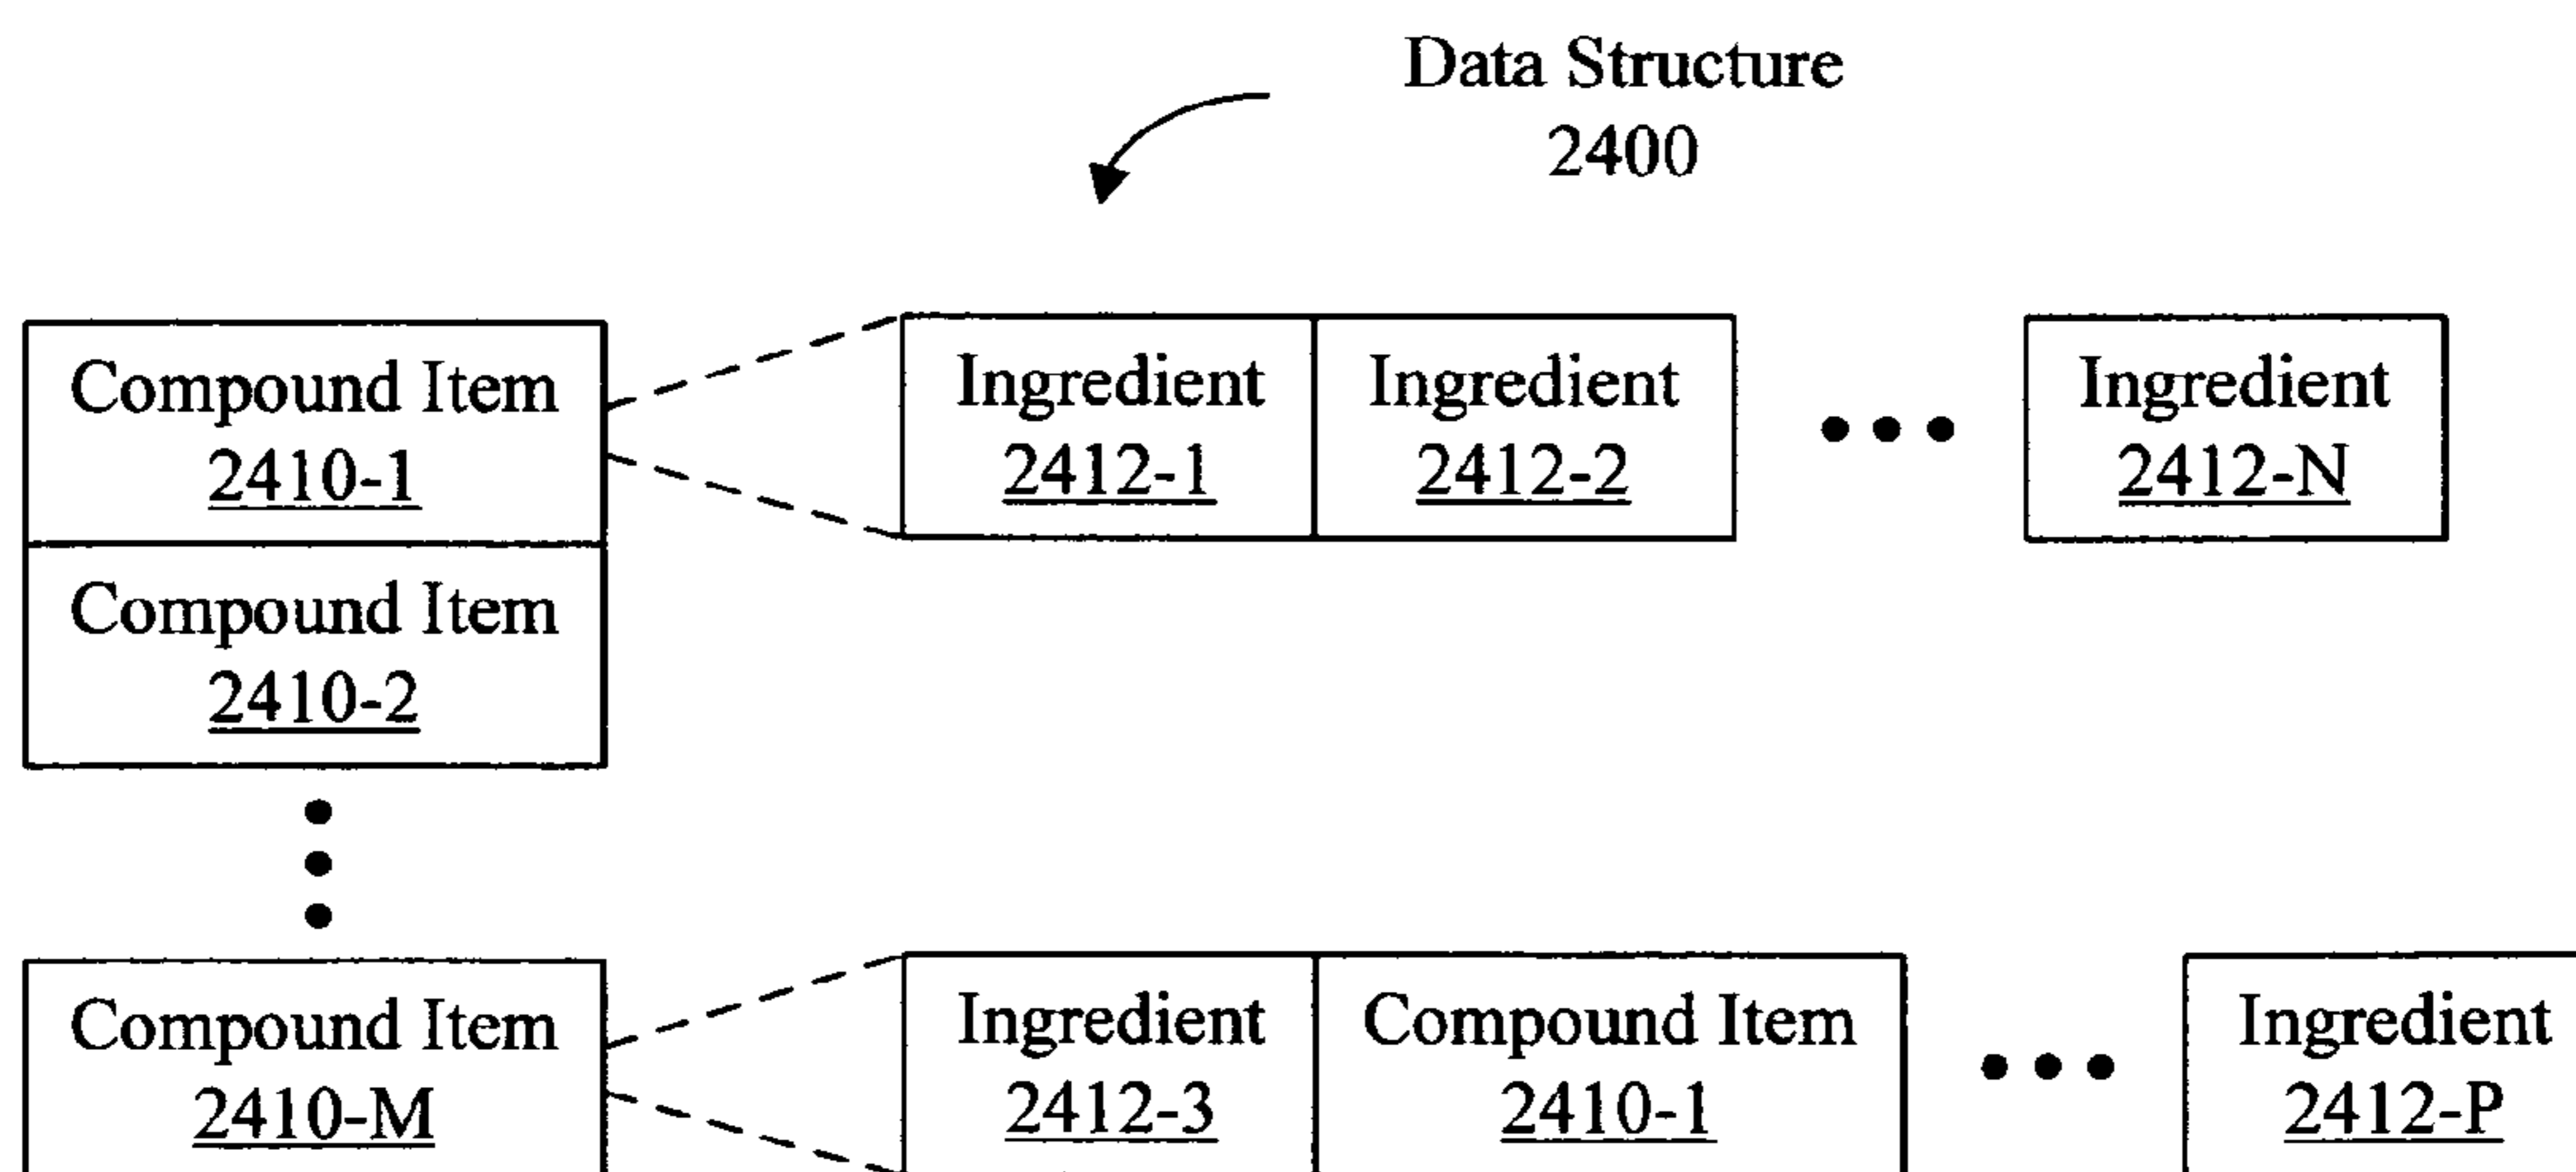 Data Structure
2400
Compound Item
2410-1
Ingredient
2412-1
Ingredient
2412-2
Ingredient
2412-N
Compound Item
2410-2
Compound Item
2410-M
Ingredient
2412-3
Compound Item
2410-1
Ingredient
2412-P